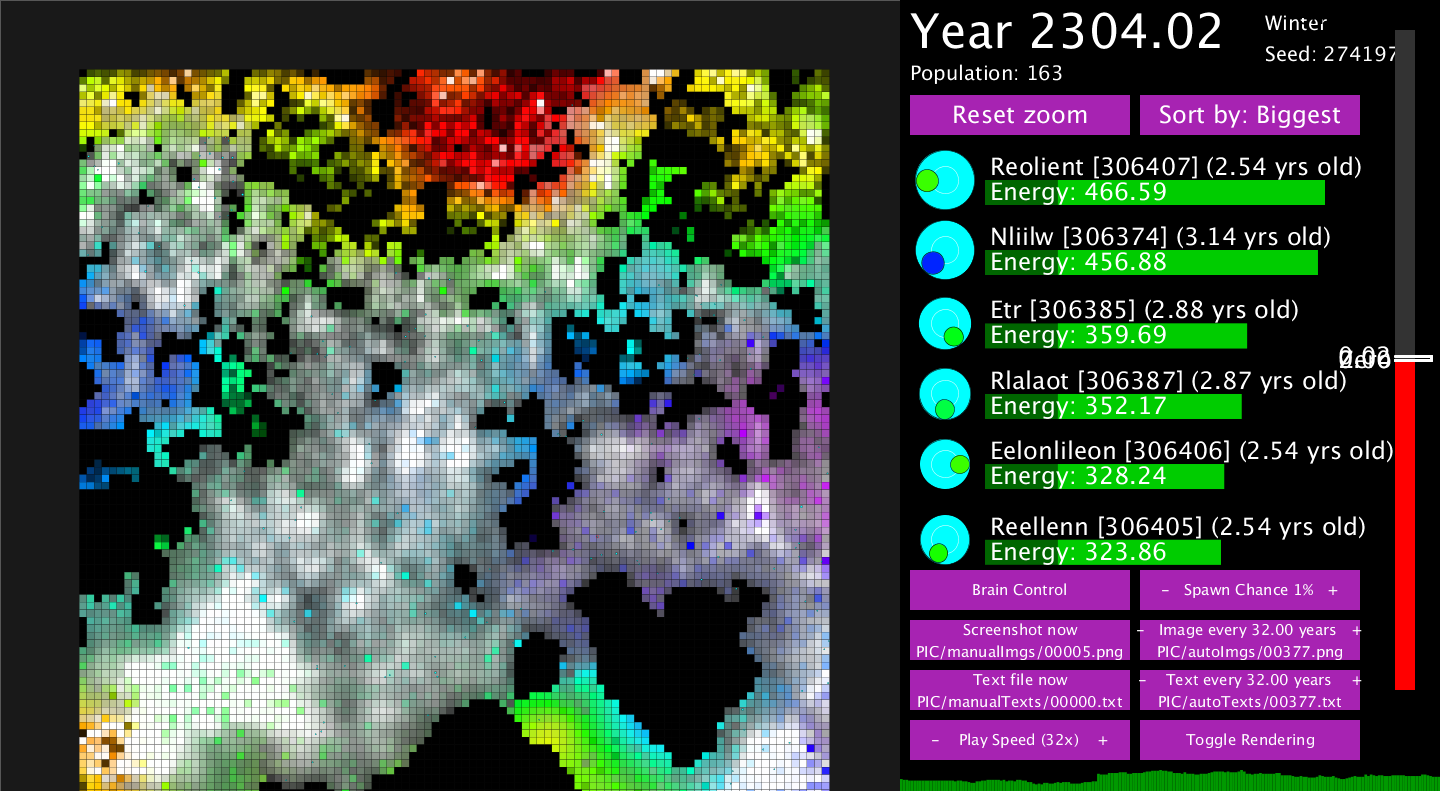 Year 2304.02
Winter
Seed: 274197
Population: 163
Reset zoom
Sort by: Biggest
Reolient [306407] (2.54 yrs old)
Energy: 466.59
Nliilw [306374] (3.14 yrs old)
Energy: 456.88
Etr [306385] (2.88 yrs old)
Energy: 359.69
Rlalaot [306387] (2.87 yrs old)
Energy: 352.17
Eelonlileon [306406] (2.54 yrs old)
Energy: 328.24
Reellenn [306405] (2.54 yrs old)
Energy: 323.86
Brain Control
– Spawn Chance 1% +
Screenshot now
PIC/manualImgs/00005.png
– Image every 32.00 years +
PIC/autoImgs/00377.png
Text file now
PIC/manualTexts/00000.txt
– Text every 32.00 years +
PIC/autoTexts/00377.txt
– Play Speed (32x) +
Toggle Rendering